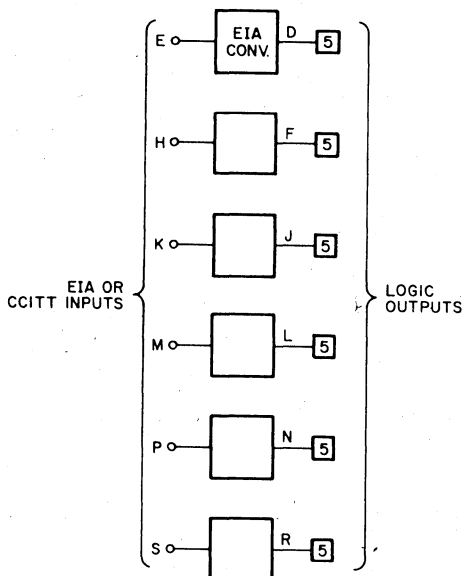 E EIA CONV. D 5
H F 5
K J 5
EIA OR
CCITT INPUTS
LOGIC
OUTPUTS
M L 5
P N 5
S R 5